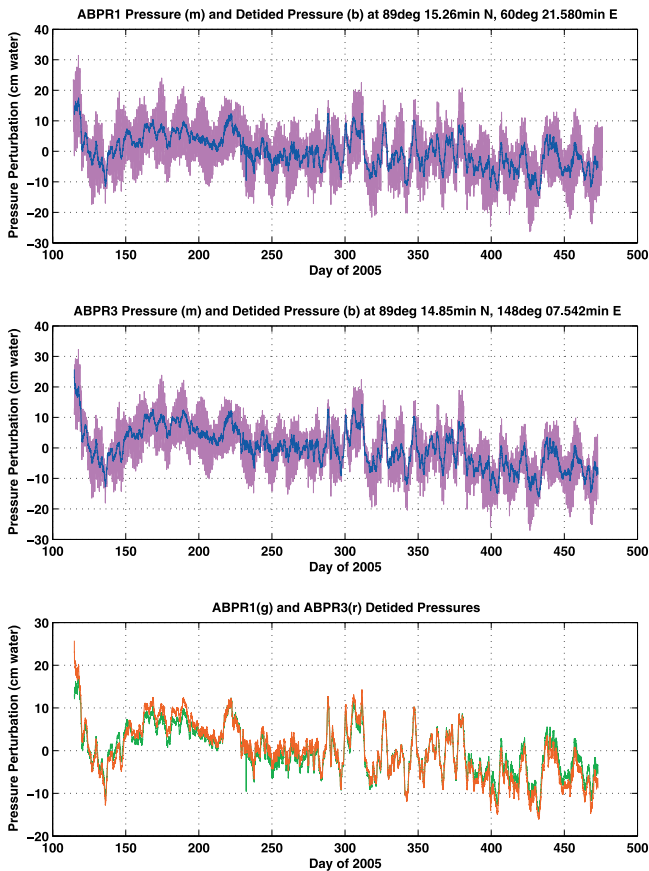 ABPR1 Pressure (m) and Detided Pressure (b) at 89deg 15.26min N, 60deg 21.580min E
Pressure Perturbation (cm water)
40
30
20
10
0
−10
−20
−30
100 150 200 250 300 350 400 450 500
Day of 2005
ABPR3 Pressure (m) and Detided Pressure (b) at 89deg 14.85min N, 148deg 07.542min E
Pressure Perturbation (cm water)
40
30
20
10
0
−10
−20
−30
100 150 200 250 300 350 400 450 500
Day of 2005
ABPR1(g) and ABPR3(r) Detided Pressures
Pressure Perturbation (cm water)
30
20
10
0
−10
−20
100 150 200 250 300 350 400 450 500
Day of 2005